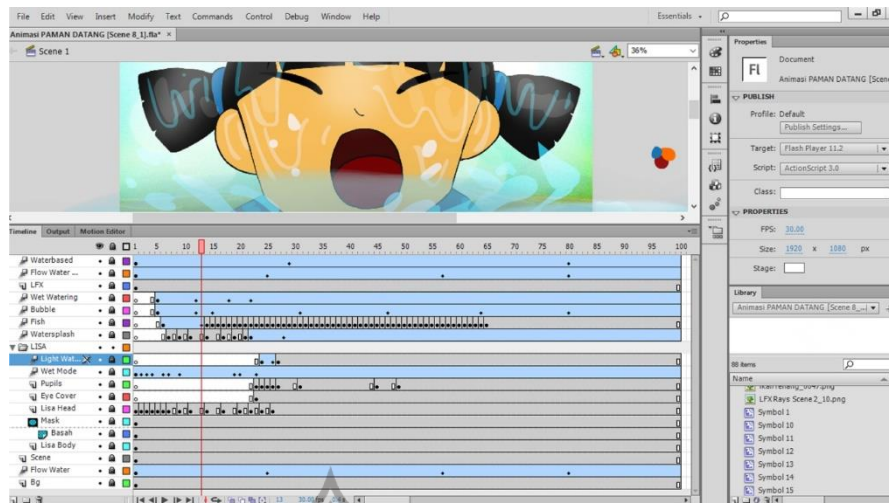 File Edit View Insert Modify Text Commands Control Debug Window Help
Essentials
Animasi PAMAN DATANG [Scene 8_1].fla* ×
Scene 1
36%
Properties
Fl
Document
Animasi PAMAN DATANG [Scene
PUBLISH
Profile: Default
Publish Settings...
Target: Flash Player 11.2
Script: ActionScript 3.0
Class:
PROPERTIES
FPS: 30.00
Size: 1920 x 1080 px
Stage:
Library
Animasi PAMAN DATANG [Scene 8_...
98 items
Name
LFXRays Scene2_10.png
Symbol 1
Symbol 10
Symbol 11
Symbol 12
Symbol 13
Symbol 14
Symbol 15
Timeline Output Motion Editor
1 5 10 15 20 25 30 35 40 45 50 55 60 65 70 75 80 85 90 95 100
Waterbased
Flow Water ...
LFX
Wet Watering
Bubble
Fish
Watersplash
LISA
Light Wat...
Wet Mode
Pupils
Eye Cover
Lisa Head
Mask
Basah
Lisa Body
Scene
Flow Water
Bg
13 30.00